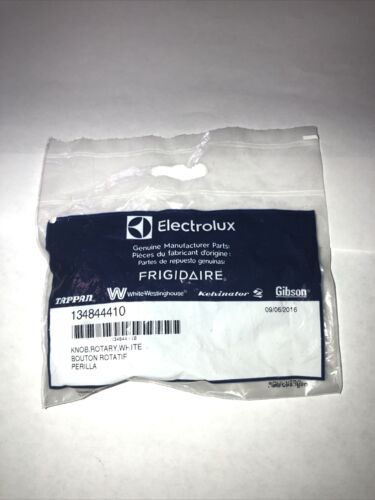 Electrolux
Genuine Manufacturer Parts:
Pièces du fabricant d'origine:
Partes de repuesto genuinas:
FRIGIDAIRE
TAPPAN White-Westinghouse Kelvinator Gibson
134844410
09/06/2016
134844410
KNOB,ROTARY,WHITE
BOUTON ROTATIF
PERILLA